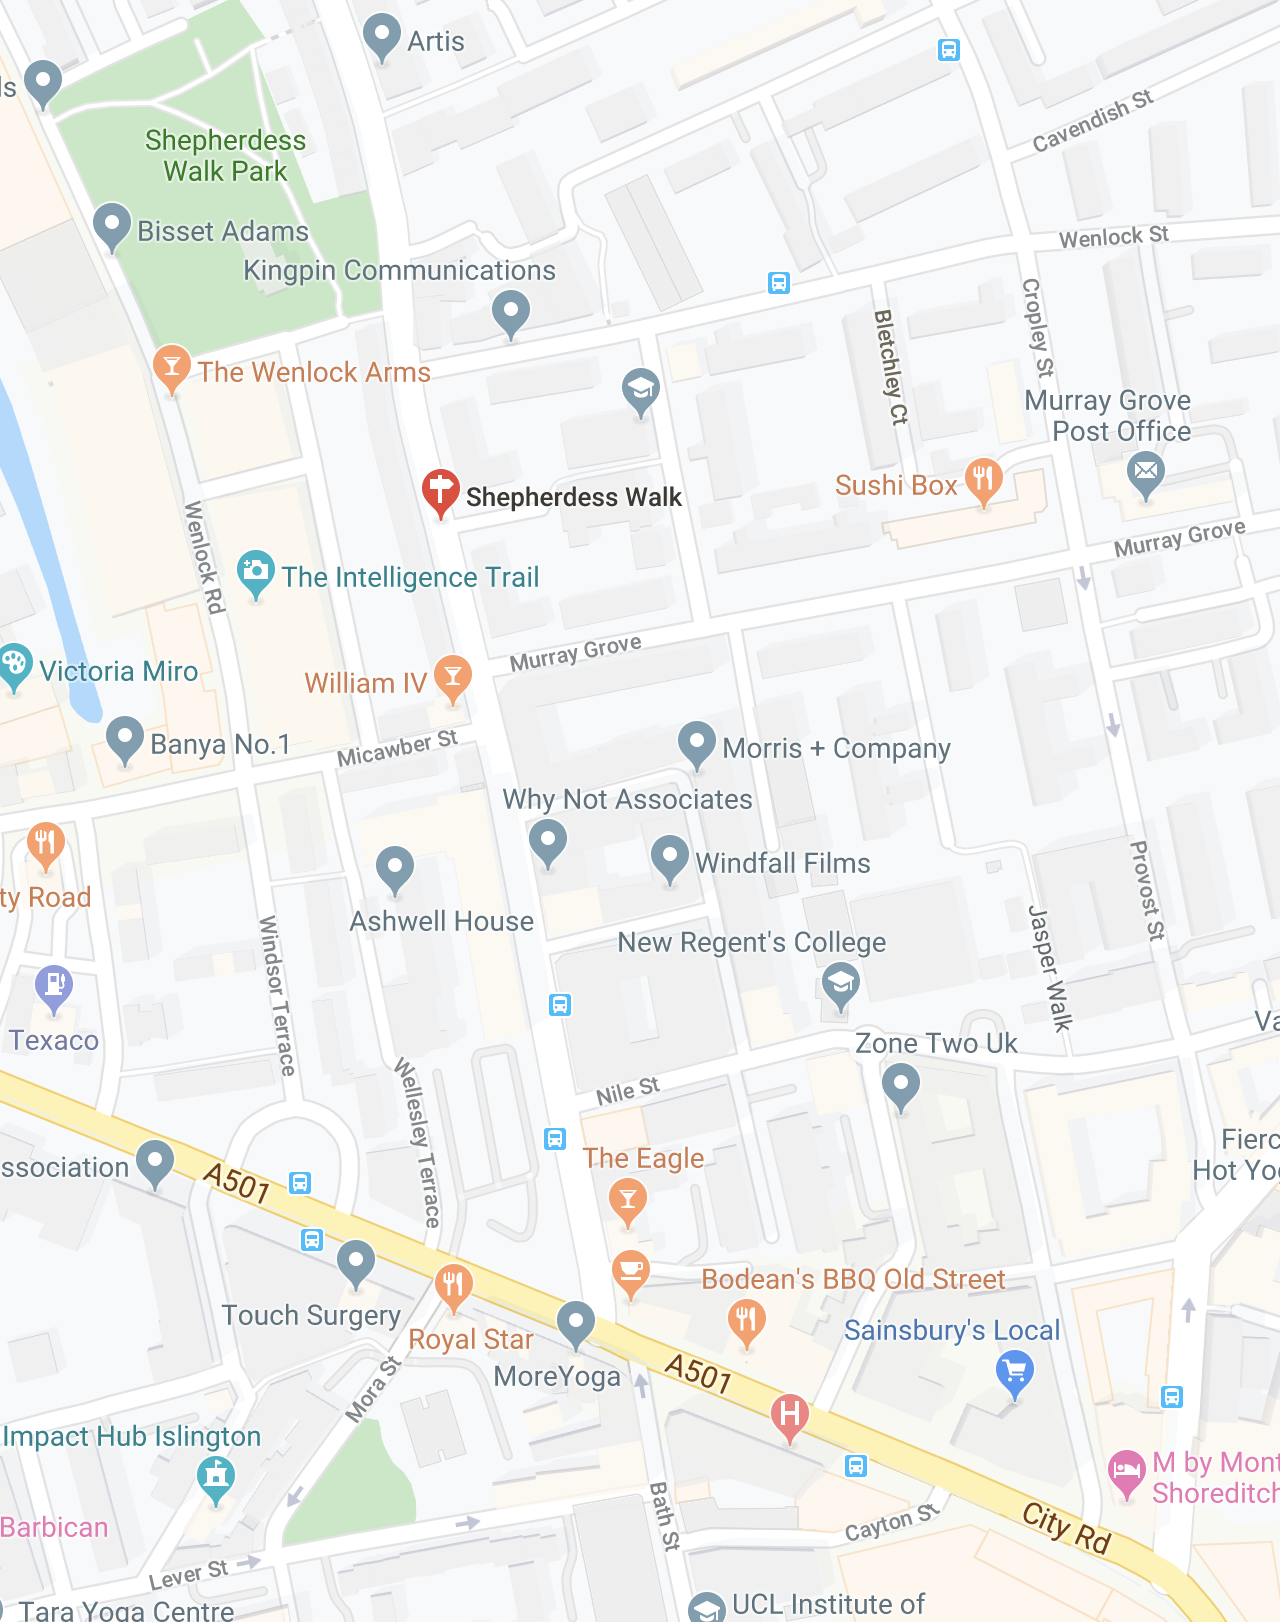 Artis
ls
Shepherdess
Walk Park
Cavendish St
Bisset Adams
Wenlock St
Kingpin Communications
Cropley St
Bletchley Ct
The Wenlock Arms
Murray Grove
Post Office
Sushi Box
Shepherdess Walk
Wenlock Rd
Murray Grove
The Intelligence Trail
Murray Grove
Victoria Miro
William IV
Banya No.1
Micawber St
Morris + Company
Why Not Associates
Windfall Films
Provost St
ty Road
Ashwell House
New Regent's College
Jasper Walk
Windsor Terrace
Texaco
Va
Zone Two Uk
Wellesley Terrace
Nile St
ssociation
A501
The Eagle
Fierc
Hot Yo
Bodean's BBQ Old Street
Touch Surgery
Royal Star
Sainsbury's Local
MoreYoga
A501
Mora St
H
Impact Hub Islington
M by Mont
Shoreditch
Barbican
Bath St
Cayton St
City Rd
Lever St
Tara Yoga Centre
UCL Institute of